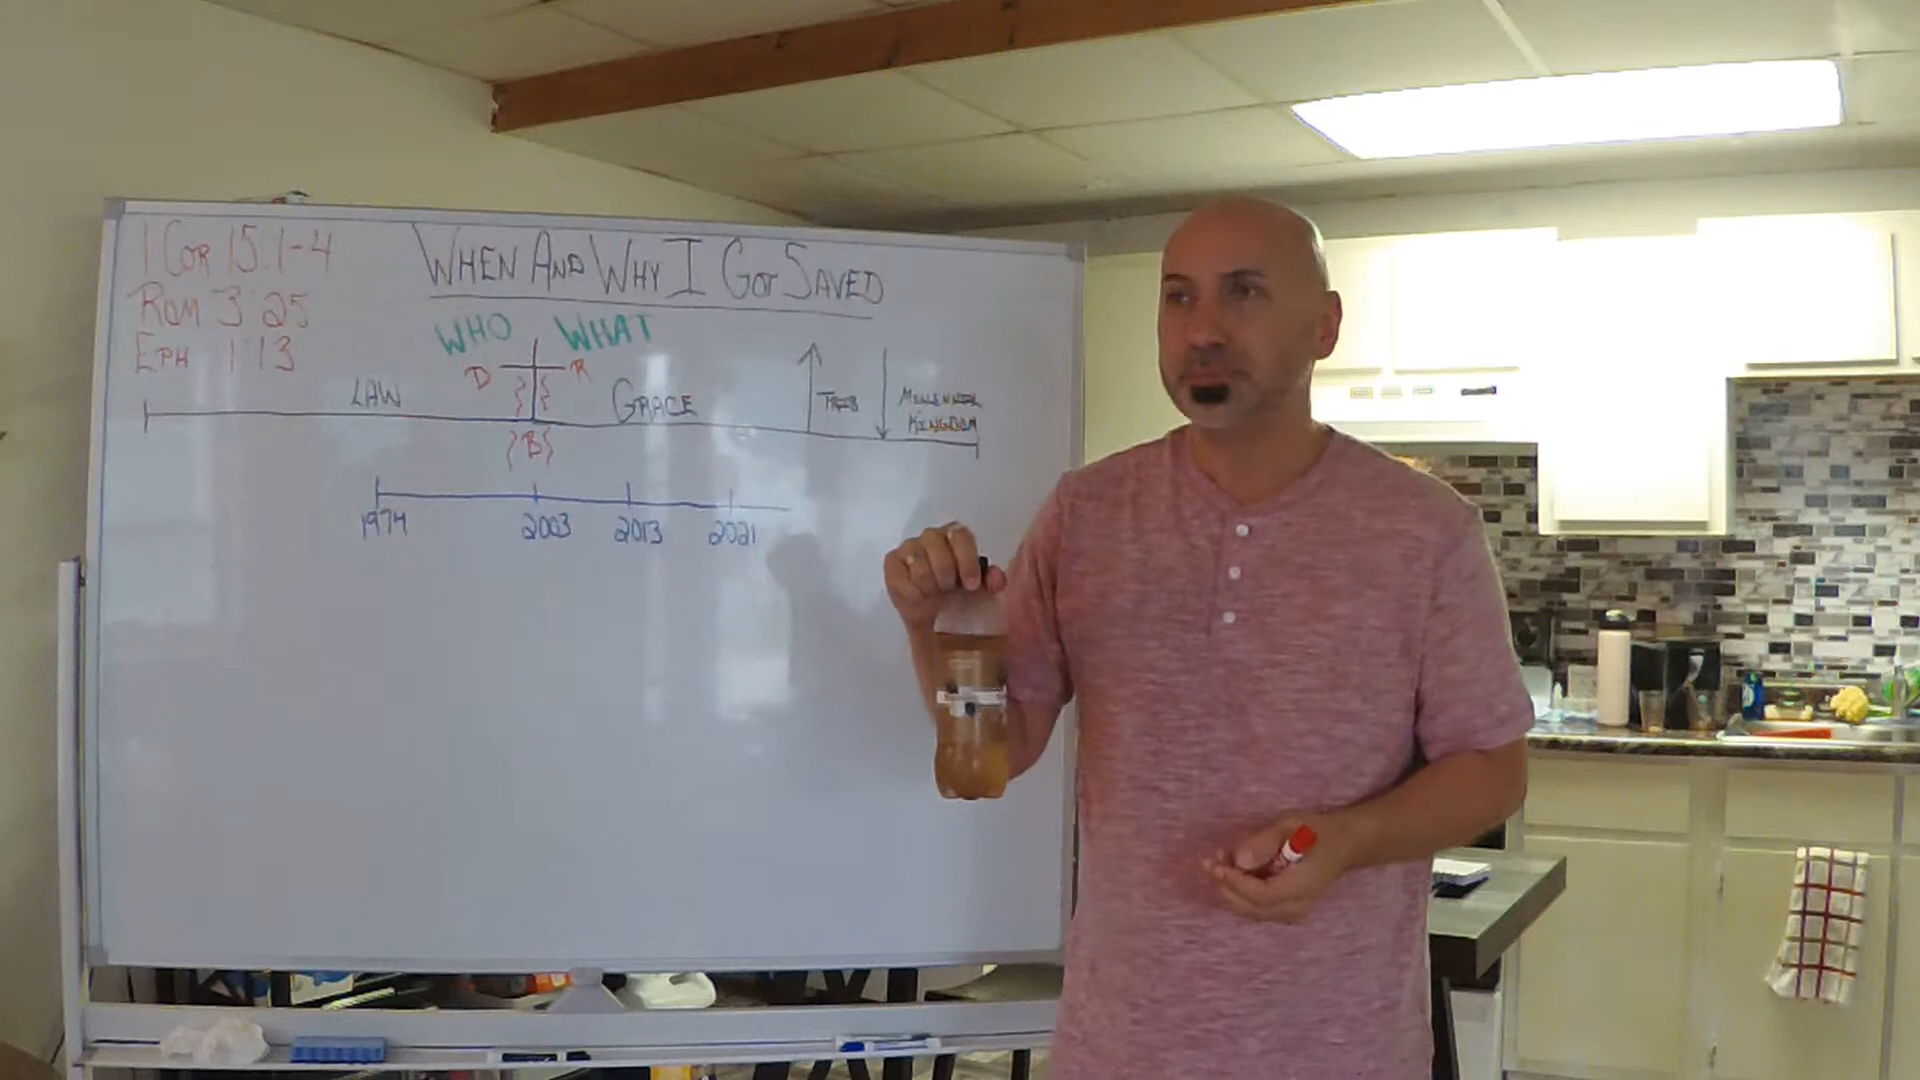 1 COR 15:1-4
ROM 3:25
EPH 1:13
WHEN AND WHY I GOT SAVED
WHO WHAT
D R
LAW
GRACE
TRIB
MILLENNIAL
KINGDOM
{B}
1974 2003 2013 2021